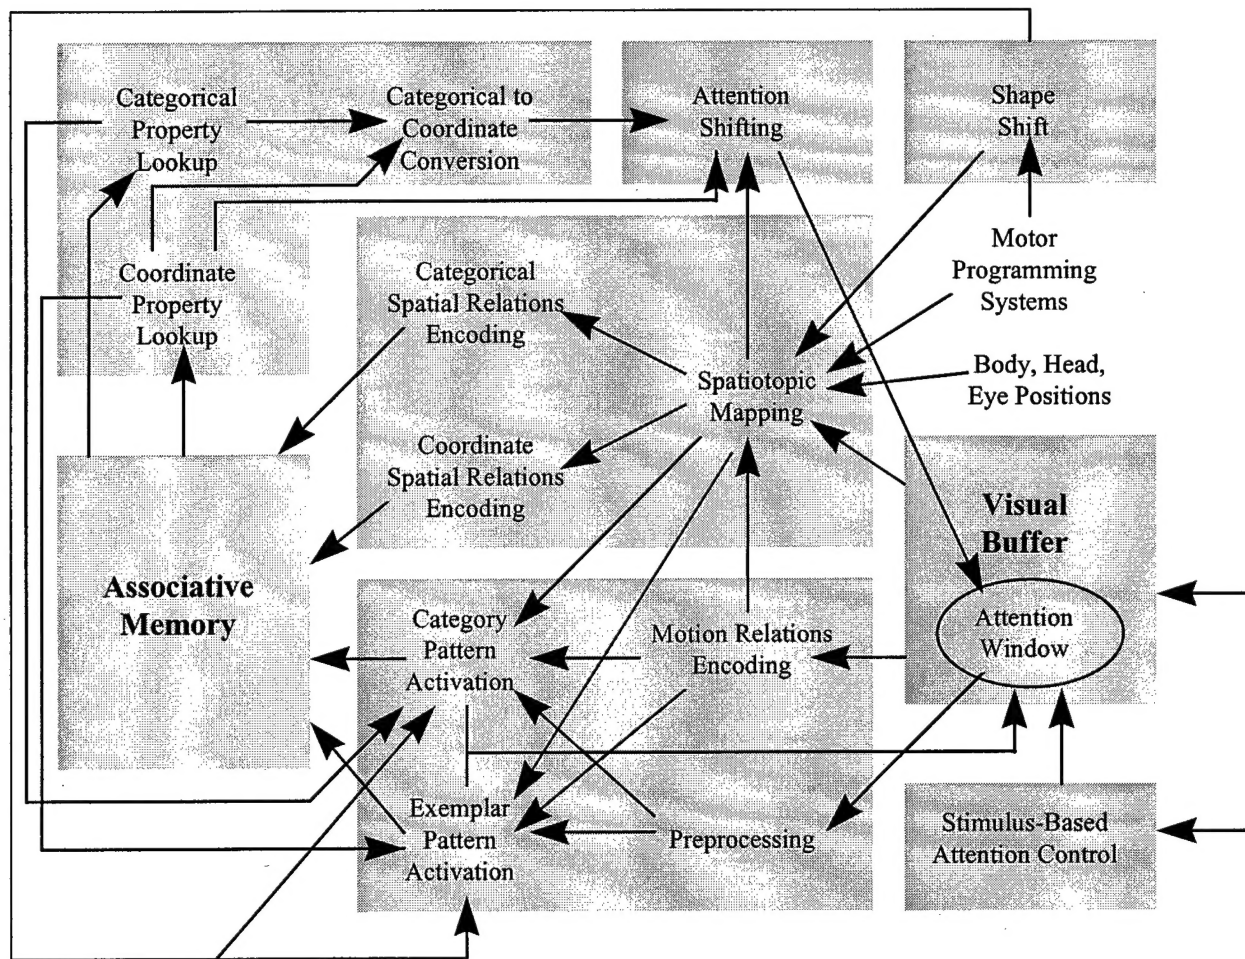 Categorical
Property
Lookup
Categorical to
Coordinate
Conversion
Attention
Shifting
Shape
Shift
Coordinate
Property
Lookup
Categorical
Spatial Relations
Encoding
Motor
Programming
Systems
Spatiotopic
Mapping
Body, Head,
Eye Positions
Coordinate
Spatial Relations
Encoding
Visual
Buffer
Associative
Memory
Category
Pattern
Activation
Motion Relations
Encoding
Attention
Window
Exemplar
Pattern
Activation
Preprocessing
Stimulus-Based
Attention Control